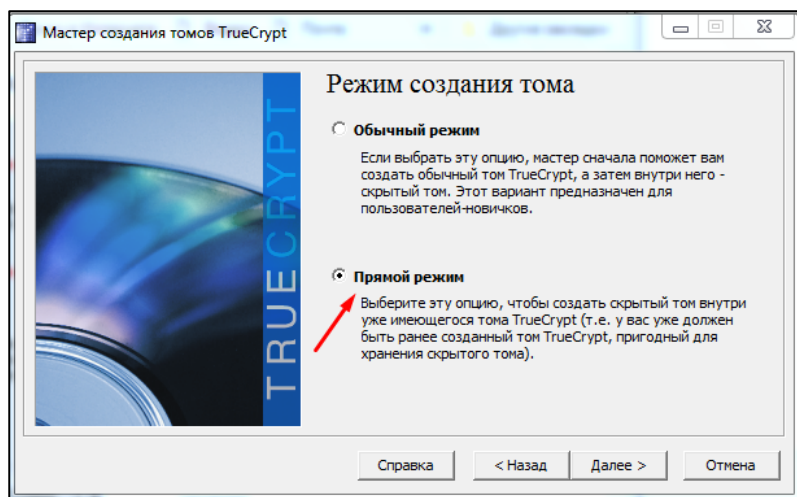 Мастер создания томов TrueCrypt
TRUECRYPT
Режим создания тома
Обычный режим
Если выбрать эту опцию, мастер сначала поможет вам
создать обычный том TrueCrypt, а затем внутри него -
скрытый том. Этот вариант предназначен для
пользователей-новичков.
Прямой режим
Выберите эту опцию, чтобы создать скрытый том внутри
уже имеющегося тома TrueCrypt (т.е. у вас уже должен
быть ранее созданный том TrueCrypt, пригодный для
хранения скрытого тома).
Справка
< Назад
Далее >
Отмена